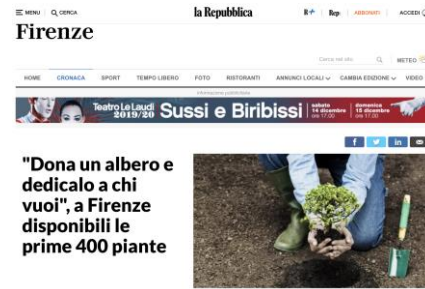 MENU CERCA la Repubblica R+ Rep: ABBONATI ACCEDI
Firenze
Cerca nel sito METEO
HOME CRONACA SPORT TEMPO LIBERO FOTO RISTORANTI ANNUNCI LOCALI CAMBIA EDIZIONE VIDEO
Informazione pubblicitaria
Teatro Le Laudi 2019/20 Sussi e Biribissi sabato 14 dicembre ore 17.00 domenica 15 dicembre ore 17.00
"Dona un albero e
dedicalo a chi
vuoi", a Firenze
disponibili le
prime 400 piante